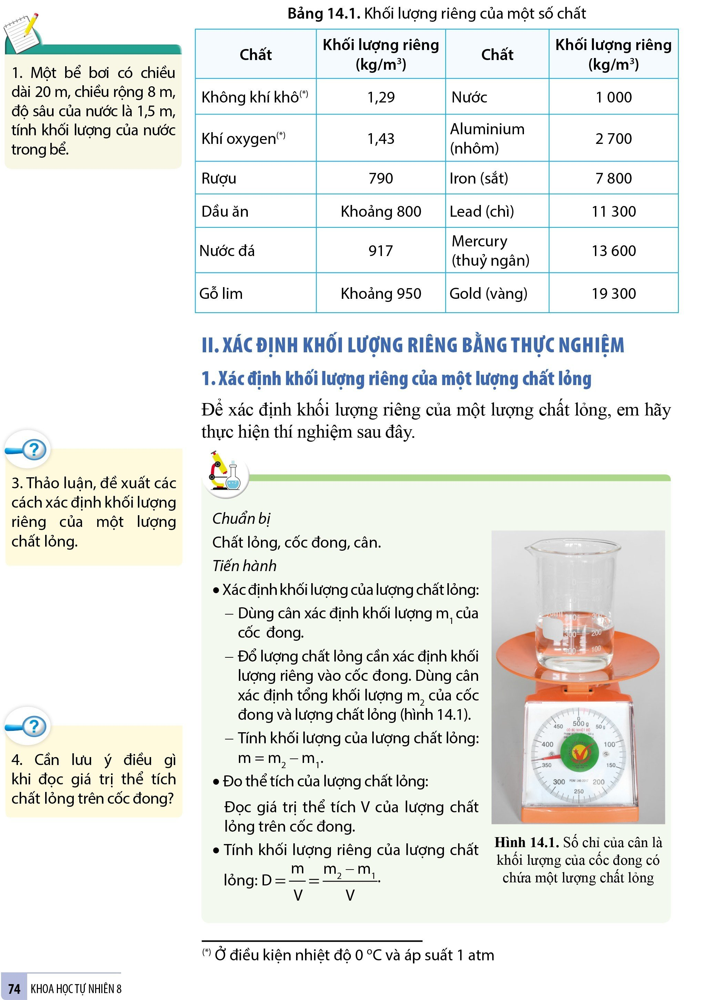 Bảng 14.1. Khối lượng riêng của một số chất
Chất
Khối lượng riêng (kg/m³)
Chất
Khối lượng riêng (kg/m³)
Không khí khô(*)
1,29
Nước
1 000
Khí oxygen(*)
1,43
Aluminium
(nhôm)
2 700
Rượu
790
Iron (sắt)
7 800
Dầu ăn
Khoảng 800
Lead (chì)
11 300
Nước đá
917
Mercury
(thuỷ ngân)
13 600
Gỗ lim
Khoảng 950
Gold (vàng)
19 300
1. Một bể bơi có chiều
dài 20 m, chiều rộng 8 m,
độ sâu của nước là 1,5 m,
tính khối lượng của nước
trong bể.
II. XÁC ĐỊNH KHỐI LƯỢNG RIÊNG BẰNG THỰC NGHIỆM
1. Xác định khối lượng riêng của một lượng chất lỏng
Để xác định khối lượng riêng của một lượng chất lỏng, em hãy
thực hiện thí nghiệm sau đây.
?
3. Thảo luận, đề xuất các
cách xác định khối lượng
riêng của một lượng
chất lỏng.
?
4. Cần lưu ý điều gì
khi đọc giá trị thể tích
chất lỏng trên cốc đong?
Chuẩn bị
Chất lỏng, cốc đong, cân.
Tiến hành
• Xác định khối lượng của lượng chất lỏng:
– Dùng cân xác định khối lượng m₁ của
cốc đong.
– Đổ lượng chất lỏng cần xác định khối
lượng riêng vào cốc đong. Dùng cân
xác định tổng khối lượng m₂ của cốc
đong và lượng chất lỏng (hình 14.1).
– Tính khối lượng của lượng chất lỏng:
m = m₂ – m₁.
• Đo thể tích của lượng chất lỏng:
Đọc giá trị thể tích V của lượng chất
lỏng trên cốc đong.
• Tính khối lượng riêng của lượng chất
lỏng: D = m/V = (m₂ – m₁)/V.
300
200
100
0
500 g
50 g
100
150
200
250
300
350
400
450
CÓ BÙ NHIỆT ĐỘ
PDM 046-2017
Hình 14.1. Số chỉ của cân là
khối lượng của cốc đong có
chứa một lượng chất lỏng
(*) Ở điều kiện nhiệt độ 0 °C và áp suất 1 atm
74 KHOA HỌC TỰ NHIÊN 8